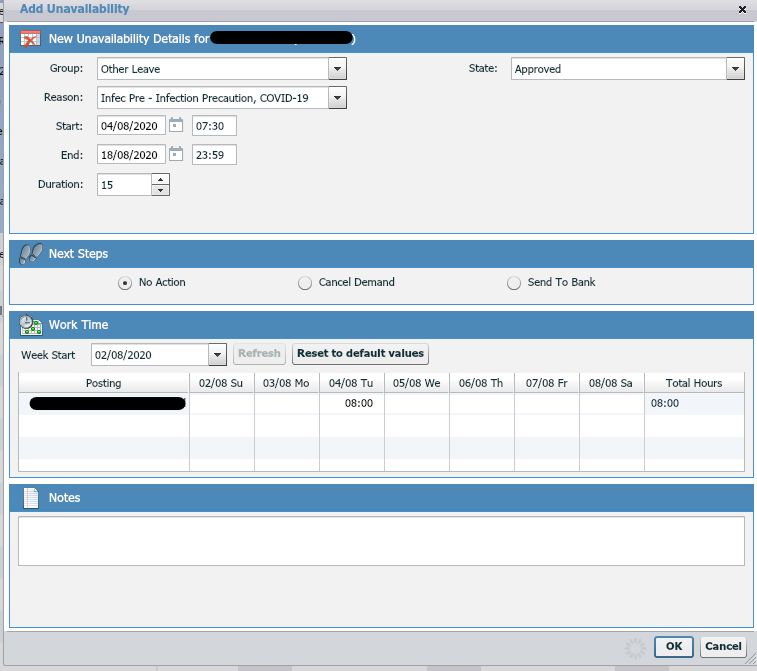 Add Unavailability
New Unavailability Details for )
Group: Other Leave State: Approved
Reason: Infec Pre - Infection Precaution, COVID-19
Start: 04/08/2020 07:30
End: 18/08/2020 23:59
Duration: 15
Next Steps
No Action Cancel Demand Send To Bank
Work Time
Week Start 02/08/2020 Refresh Reset to default values
Posting 02/08 Su 03/08 Mo 04/08 Tu 05/08 We 06/08 Th 07/08 Fr 08/08 Sa Total Hours
08:00 08:00
Notes
OK Cancel